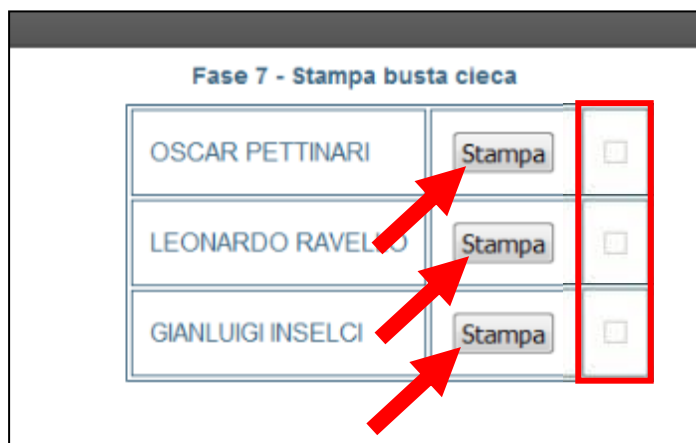 Fase 7 - Stampa busta cieca
OSCAR PETTINARI Stampa
LEONARDO RAVELLO Stampa
GIANLUIGI INSELCI Stampa